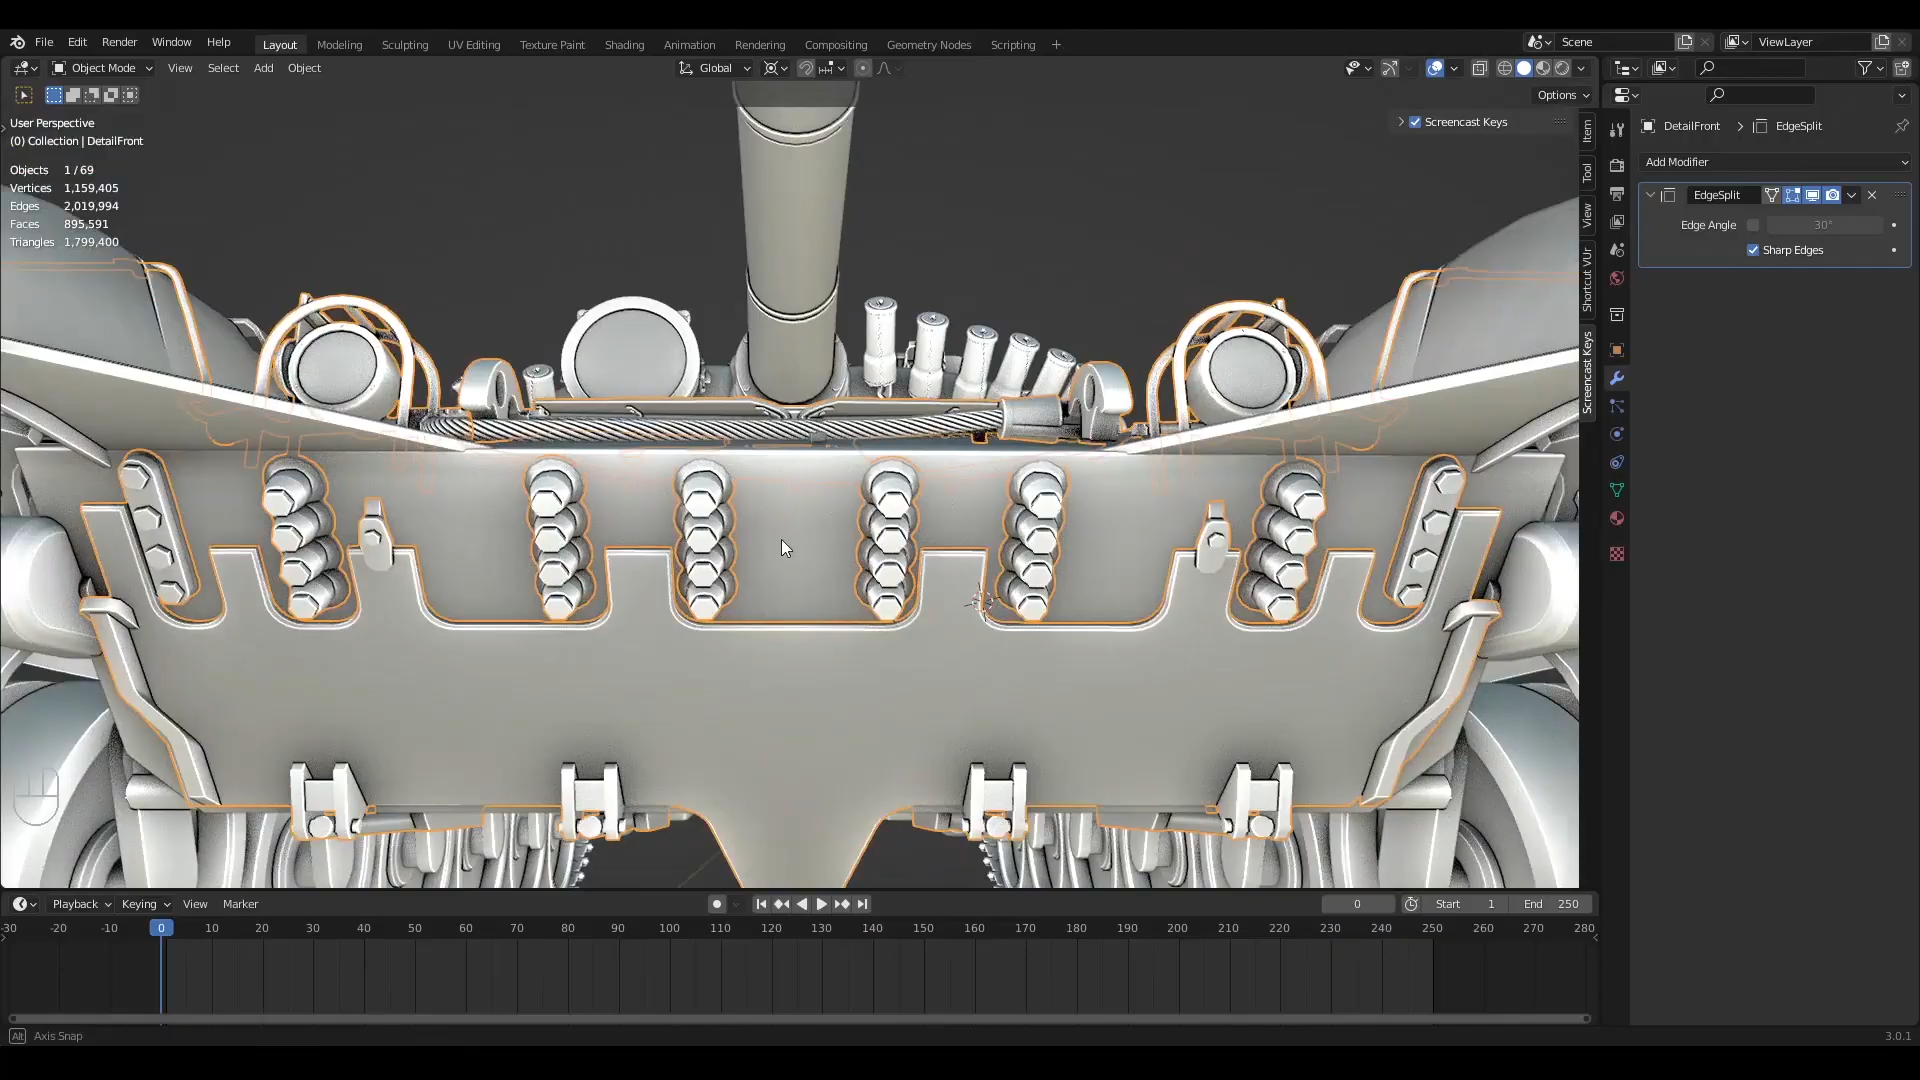 File Edit Render Window Help Layout Modeling Sculpting UV Editing Texture Paint Shading Animation Rendering Compositing Geometry Nodes Scripting + Scene ViewLayer
Object Mode View Select Add Object Global
Options
User Perspective
(0) Collection | DetailFront
Objects 1 / 69
Vertices 1,159,405
Edges 2,019,994
Faces 895,591
Triangles 1,799,400
Screencast Keys
Item
Tool
View
Shortcut VUr
Screencast Keys
DetailFront EdgeSplit
Add Modifier
EdgeSplit
Edge Angle 30°
Sharp Edges
Playback Keying View Marker 0 Start 1 End 250
-30 -20 -10 0 10 20 30 40 50 60 70 80 90 100 110 120 130 140 150 160 170 180 190 200 210 220 230 240 250 260 270 280
Alt Axis Snap 3.0.1